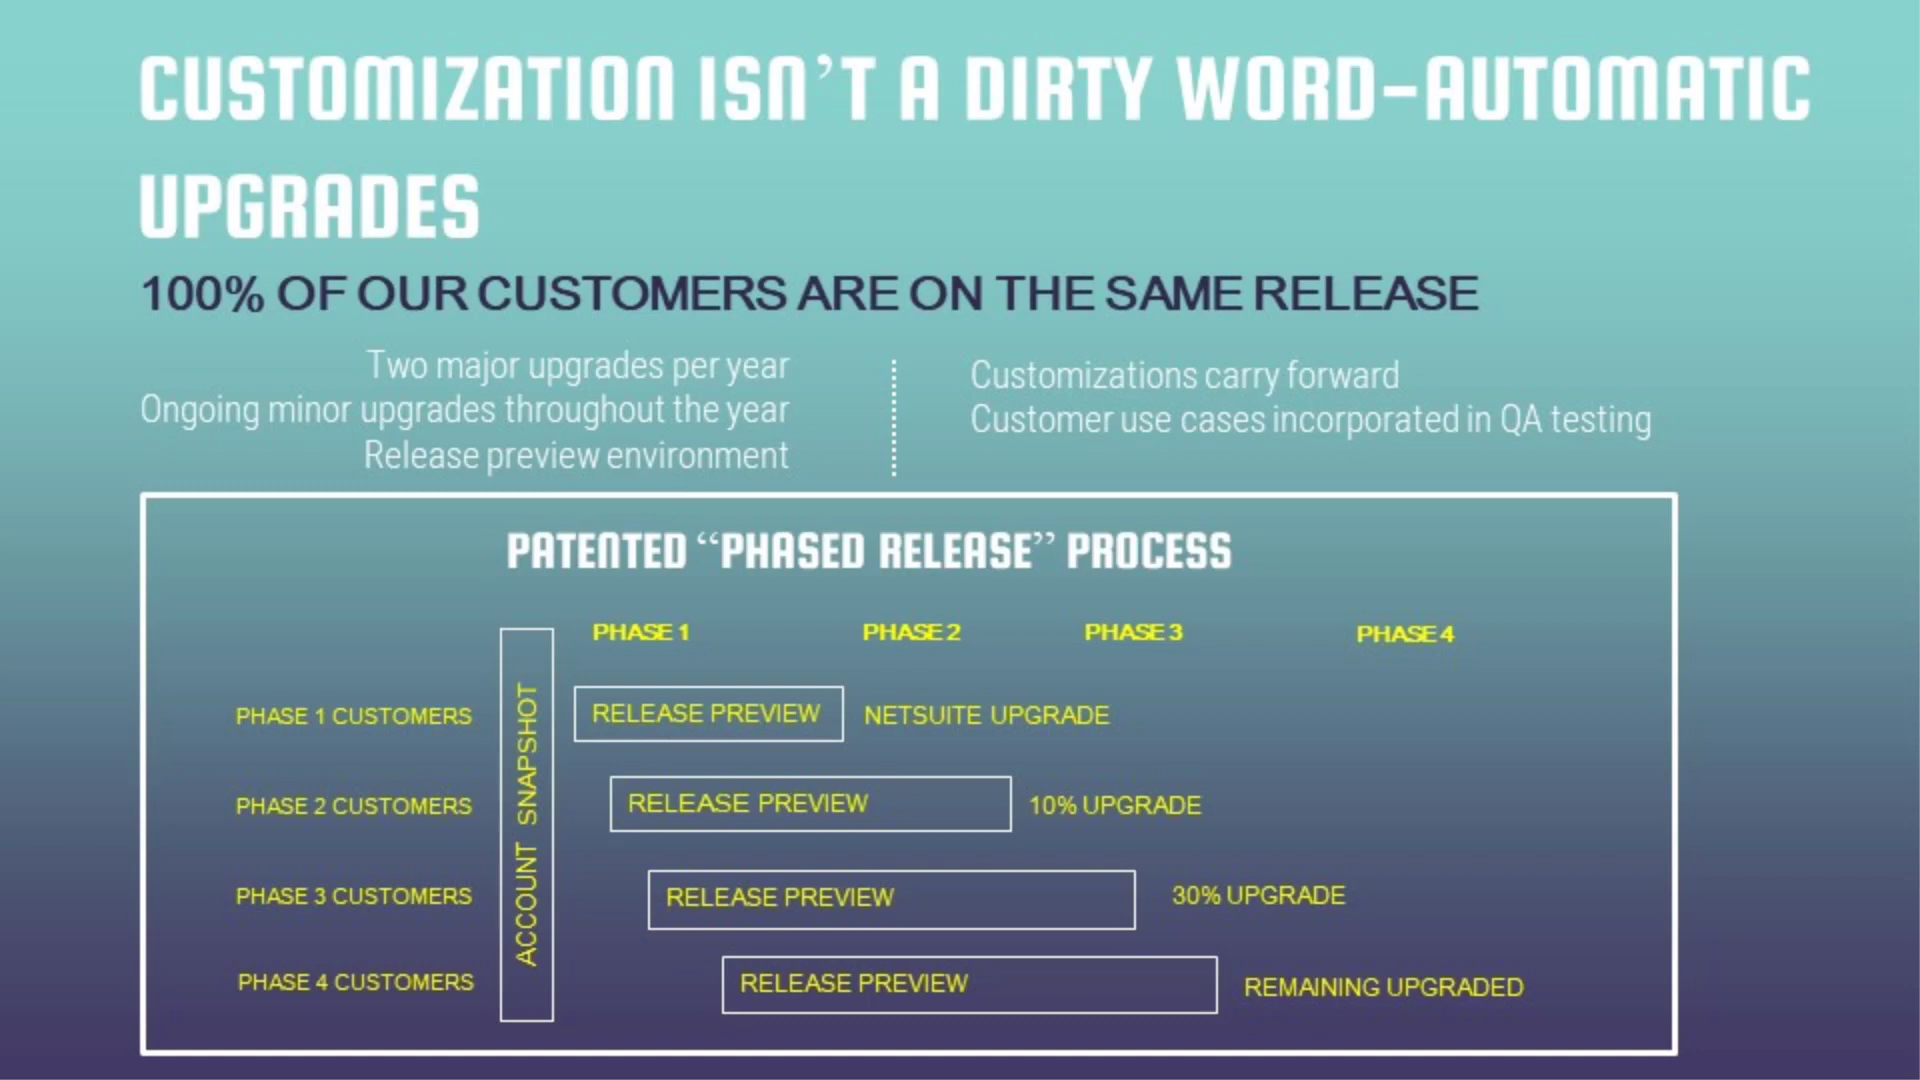 CUSTOMIZATION ISN’T A DIRTY WORD–AUTOMATIC
UPGRADES
100% OF OUR CUSTOMERS ARE ON THE SAME RELEASE
Two major upgrades per year
Ongoing minor upgrades throughout the year
Release preview environment
Customizations carry forward
Customer use cases incorporated in QA testing
PATENTED “PHASED RELEASE” PROCESS
PHASE 1
PHASE 2
PHASE 3
PHASE 4
ACCOUNT SNAPSHOT
PHASE 1 CUSTOMERS
RELEASE PREVIEW
NETSUITE UPGRADE
PHASE 2 CUSTOMERS
RELEASE PREVIEW
10% UPGRADE
PHASE 3 CUSTOMERS
RELEASE PREVIEW
30% UPGRADE
PHASE 4 CUSTOMERS
RELEASE PREVIEW
REMAINING UPGRADED